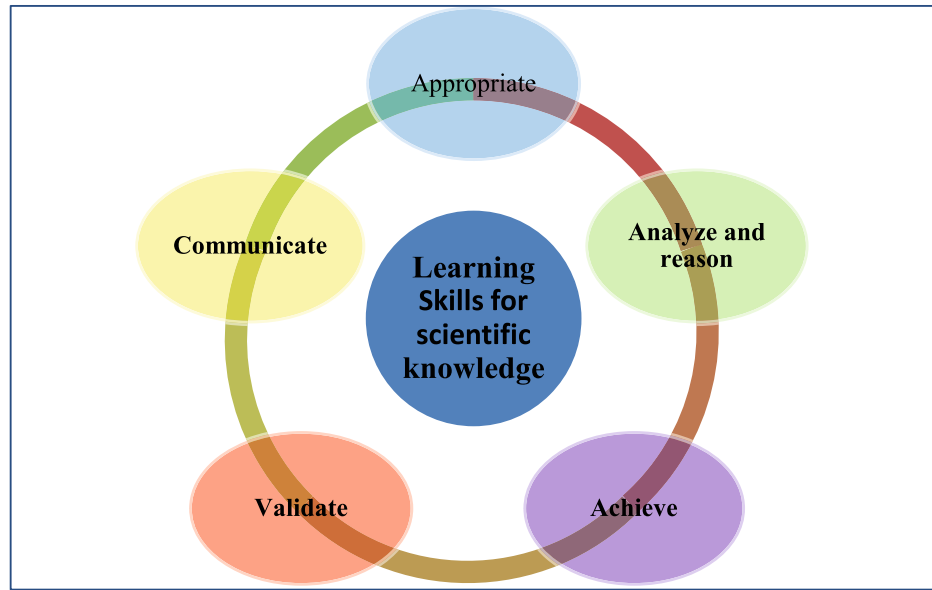 Appropriate
Analyze and
reason
Communicate
Learning
Skills for
scientific
knowledge
Validate
Achieve